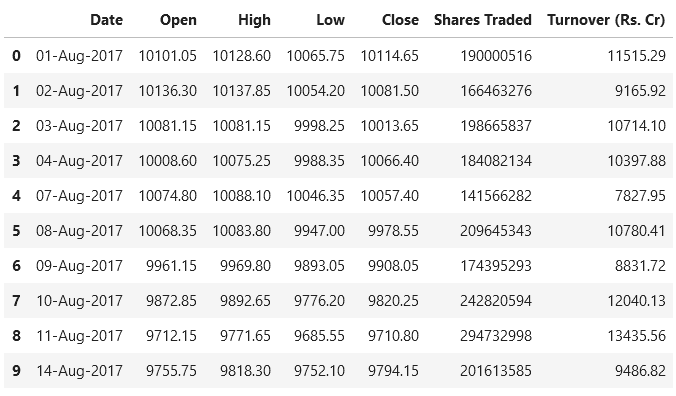 Date Open High Low Close Shares Traded Turnover (Rs. Cr)
0 01-Aug-2017 10101.05 10128.60 10065.75 10114.65 190000516 11515.29
1 02-Aug-2017 10136.30 10137.85 10054.20 10081.50 166463276 9165.92
2 03-Aug-2017 10081.15 10081.15 9998.25 10013.65 198665837 10714.10
3 04-Aug-2017 10008.60 10075.25 9988.35 10066.40 184082134 10397.88
4 07-Aug-2017 10074.80 10088.10 10046.35 10057.40 141566282 7827.95
5 08-Aug-2017 10068.35 10083.80 9947.00 9978.55 209645343 10780.41
6 09-Aug-2017 9961.15 9969.80 9893.05 9908.05 174395293 8831.72
7 10-Aug-2017 9872.85 9892.65 9776.20 9820.25 242820594 12040.13
8 11-Aug-2017 9712.15 9771.65 9685.55 9710.80 294732998 13435.56
9 14-Aug-2017 9755.75 9818.30 9752.10 9794.15 201613585 9486.82